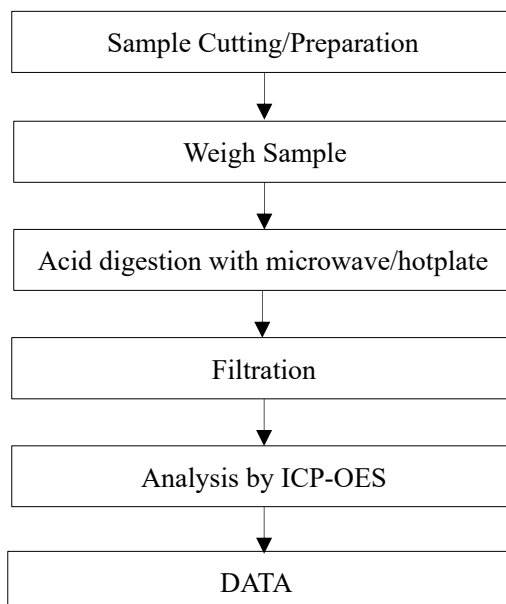 Sample Cutting/Preparation
Weigh Sample
Acid digestion with microwave/hotplate
Filtration
Analysis by ICP-OES
DATA